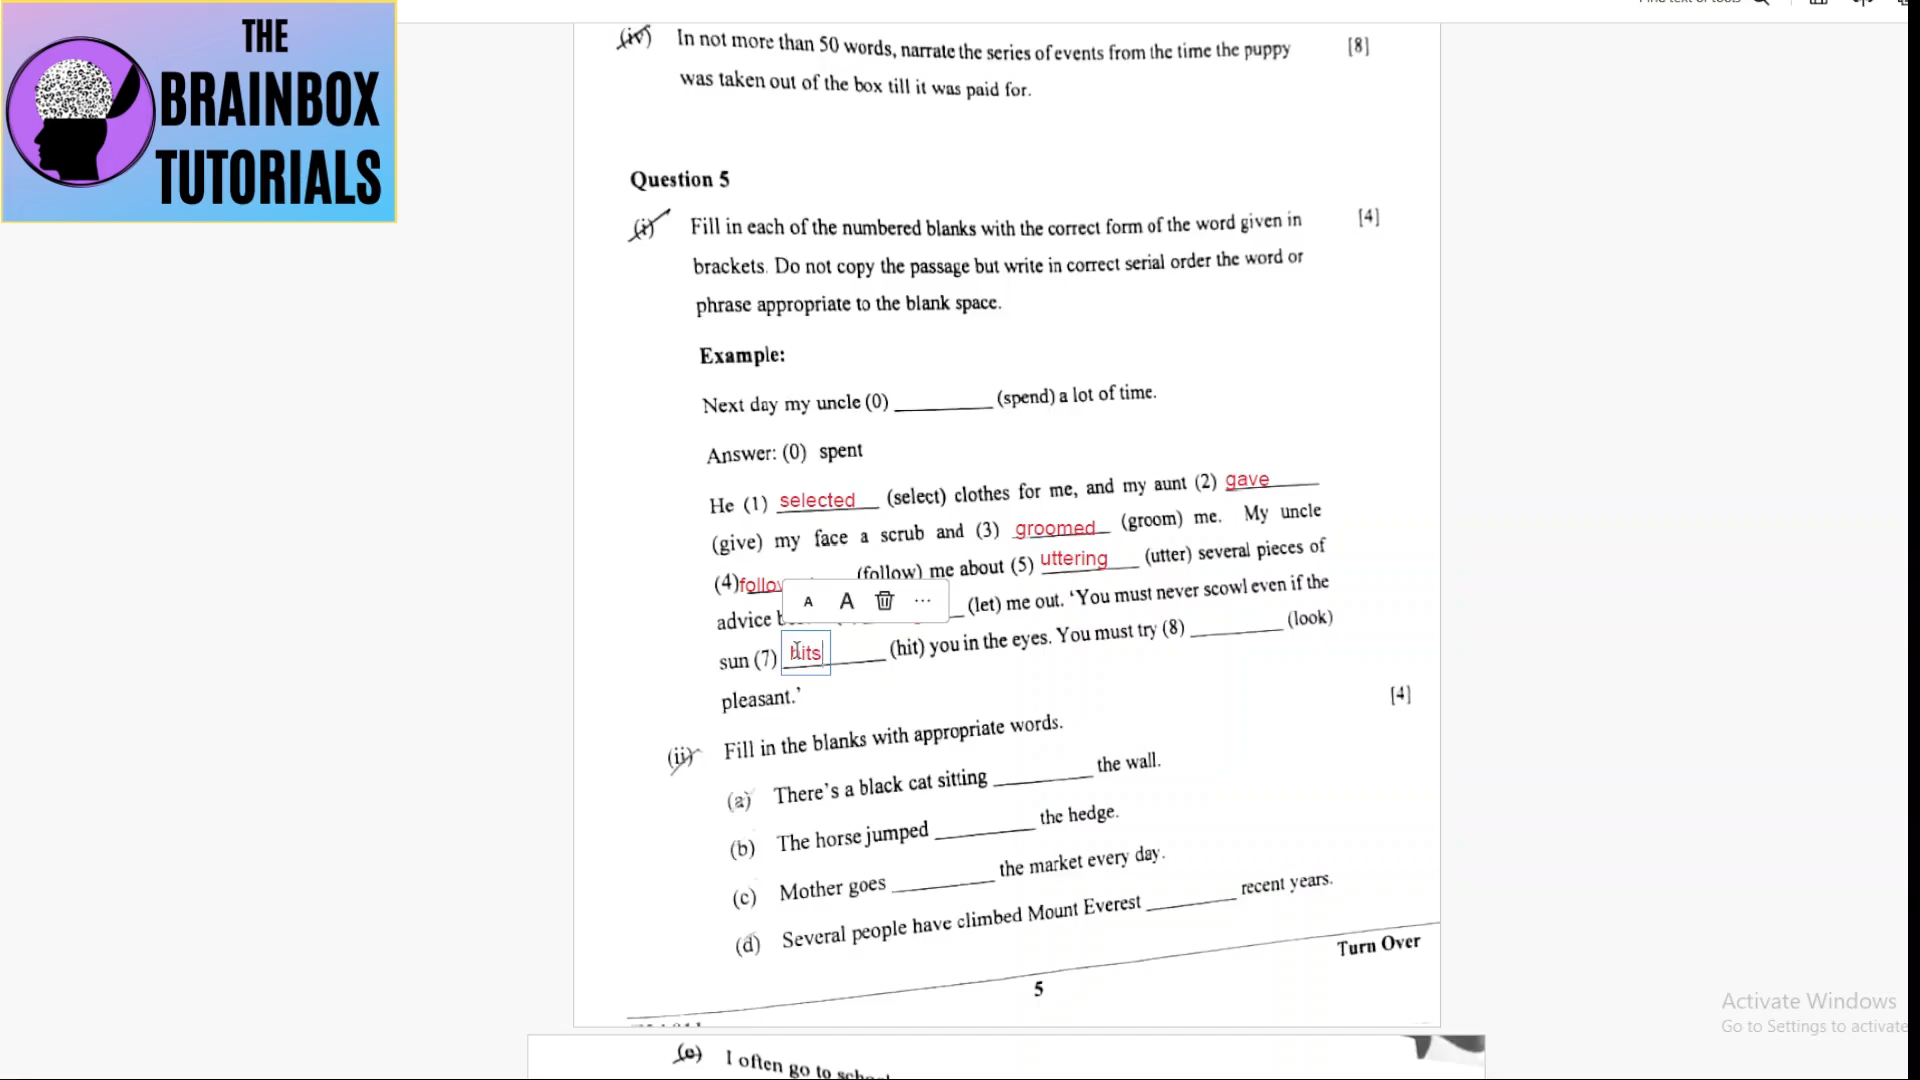 THE
BRAINBOX
TUTORIALS
(iv) In not more than 50 words, narrate the series of events from the time the puppy [8]
was taken out of the box till it was paid for.
Question 5
(i) Fill in each of the numbered blanks with the correct form of the word given in [4]
brackets. Do not copy the passage but write in correct serial order the word or
phrase appropriate to the blank space.
Example:
Next day my uncle (0) __________ (spend) a lot of time.
Answer: (0) spent
He (1) selected (select) clothes for me, and my aunt (2) gave
(give) my face a scrub and (3) groomed (groom) me. My uncle
(4) follow (follow) me about (5) uttering (utter) several pieces of
advice (let) me out. ‘You must never scowl even if the
sun (7) hits (hit) you in the eyes. You must try (8) __________ (look)
pleasant.’
A A ...
[4]
(ii) Fill in the blanks with appropriate words.
(a) There’s a black cat sitting __________ the wall.
(b) The horse jumped __________ the hedge.
(c) Mother goes __________ the market every day.
(d) Several people have climbed Mount Everest __________ recent years.
Turn Over
5
(e) I often go to
Activate Windows
Go to Settings to activate